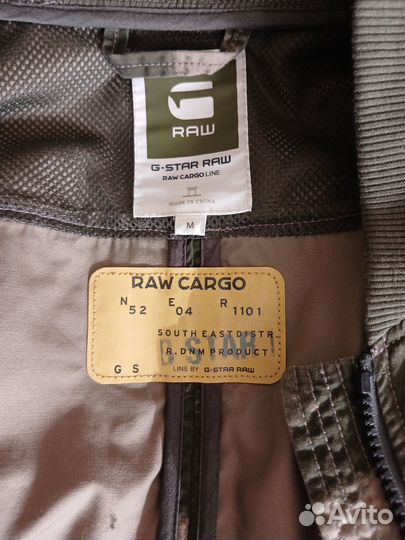 G
RAW
G-STAR RAW
RAW CARGO LINE
MADE IN CHINA
M
RAW CARGO
N E R
52 04 1101
SOUTH EAST DISTR.
G STAR
R. DNM PRODUCT
G S LINE BY G-STAR RAW
Avito